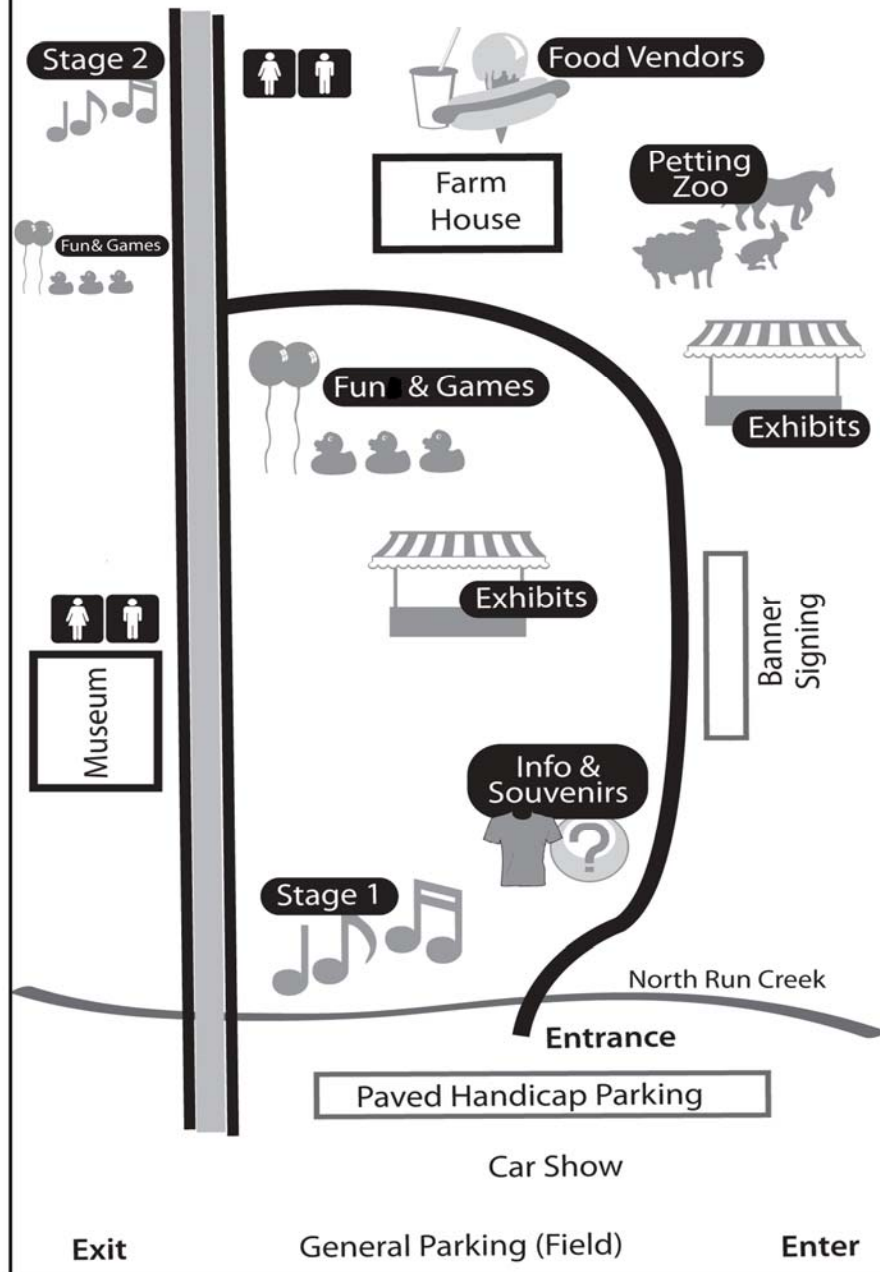 Stage 2
Food Vendors
Petting
Zoo
Farm
House
Fun& Games
Fun & Games
Exhibits
Exhibits
Banner
Signing
Museum
Info &
Souvenirs
Stage 1
North Run Creek
Entrance
Paved Handicap Parking
Car Show
Exit
General Parking (Field)
Enter